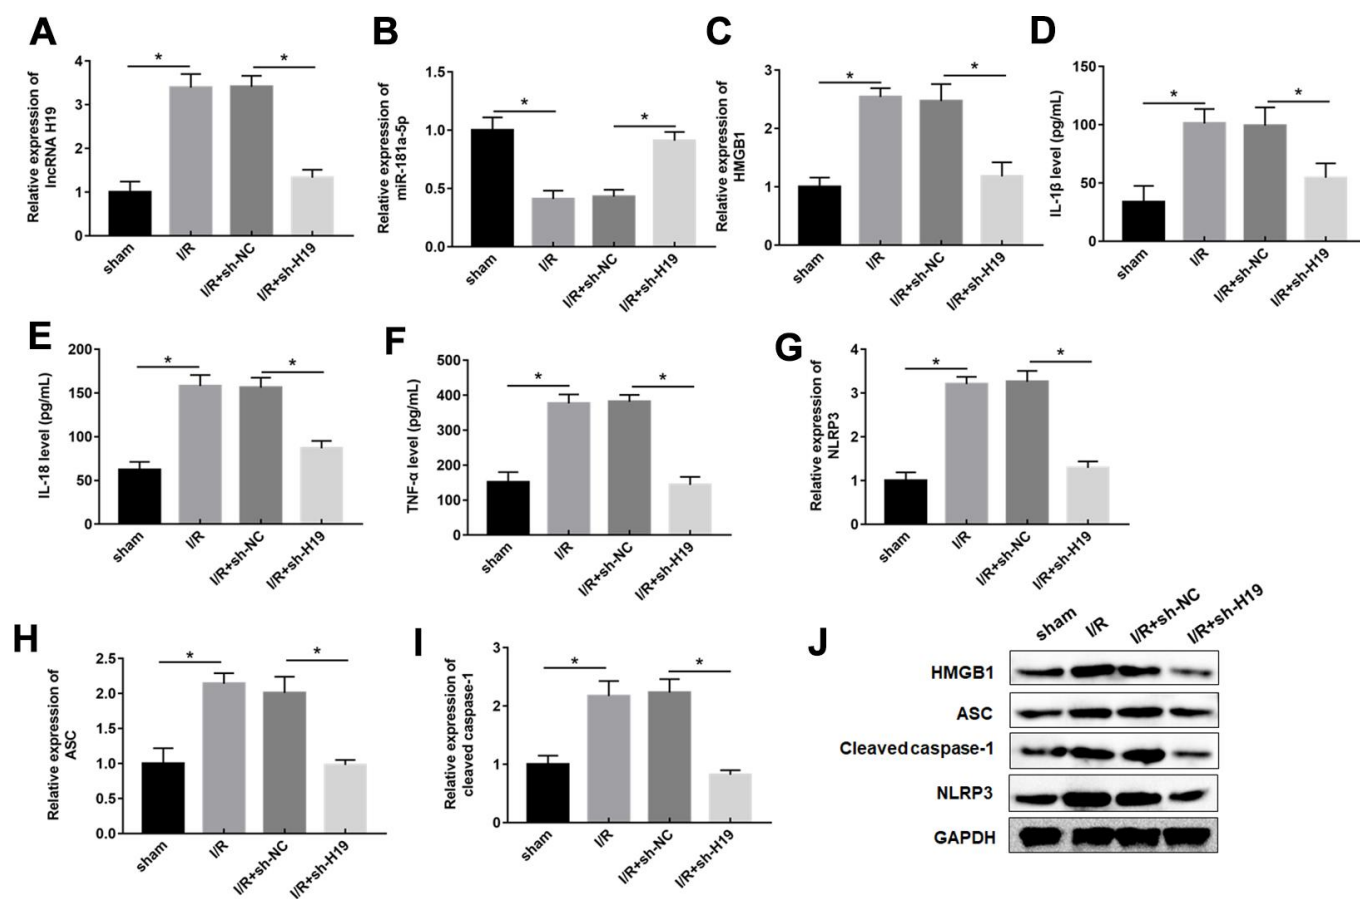 A
Relative expression of
lncRNA H19
4
3
2
1
0
*
*
sham
I/R
I/R+sh-NC
I/R+sh-H19
B
Relative expression of
miR-181a-5p
1.5
1.0
0.5
0.0
*
*
sham
I/R
I/R+sh-NC
I/R+sh-H19
C
Relative expression of
HMGB1
3
2
1
0
*
*
sham
I/R
I/R+sh-NC
I/R+sh-H19
D
IL-1β level (pg/mL)
150
100
50
0
*
*
sham
I/R
I/R+sh-NC
I/R+sh-H19
E
IL-18 level (pg/mL)
200
150
100
50
0
*
*
sham
I/R
I/R+sh-NC
I/R+sh-H19
F
TNF-α level (pg/mL)
500
400
300
200
100
0
*
*
sham
I/R
I/R+sh-NC
I/R+sh-H19
G
Relative expression of
NLRP3
4
3
2
1
0
*
*
sham
I/R
I/R+sh-NC
I/R+sh-H19
H
Relative expression of
ASC
2.5
2.0
1.5
1.0
0.5
0.0
*
*
sham
I/R
I/R+sh-NC
I/R+sh-H19
I
Relative expression of
cleaved caspase-1
3
2
1
0
*
*
sham
I/R
I/R+sh-NC
I/R+sh-H19
J
sham
I/R
I/R+sh-NC
I/R+sh-H19
HMGB1
ASC
Cleaved caspase-1
NLRP3
GAPDH